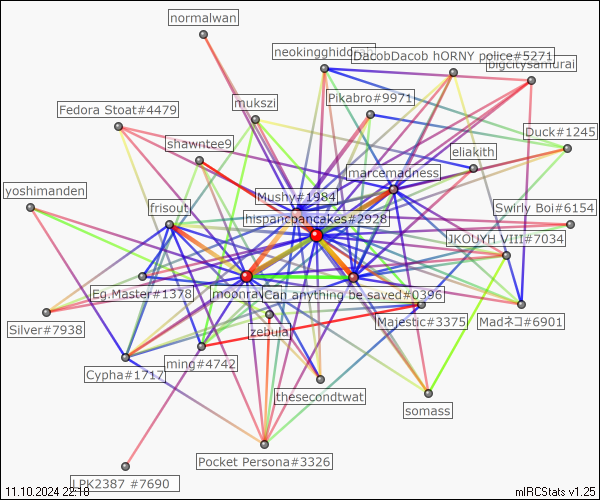 normalwan
neokingghidorah
DacobDacob hORNY police#5271
bigcitysamurai
Pikabro#9971
mukszi
Fedora Stoat#4479
Duck#1245
shawntee9
eliakith
marcemadness
yoshimanden
Mushy#1984
frisout
hispanicpancakes#2928
Swirly Boi#6154
JKOUYH VIII#7034
Eg.Master#1378
moonray
Can anything be saved#0396
Silver#7938
zebula
Majestic#3375
Madネコ#6901
Cypha#1717
ming#4742
thesecondtwat
somass
Pocket Persona#3326
LPK2387 #7690
11.10.2024 22:18
mIRCStats v1.25